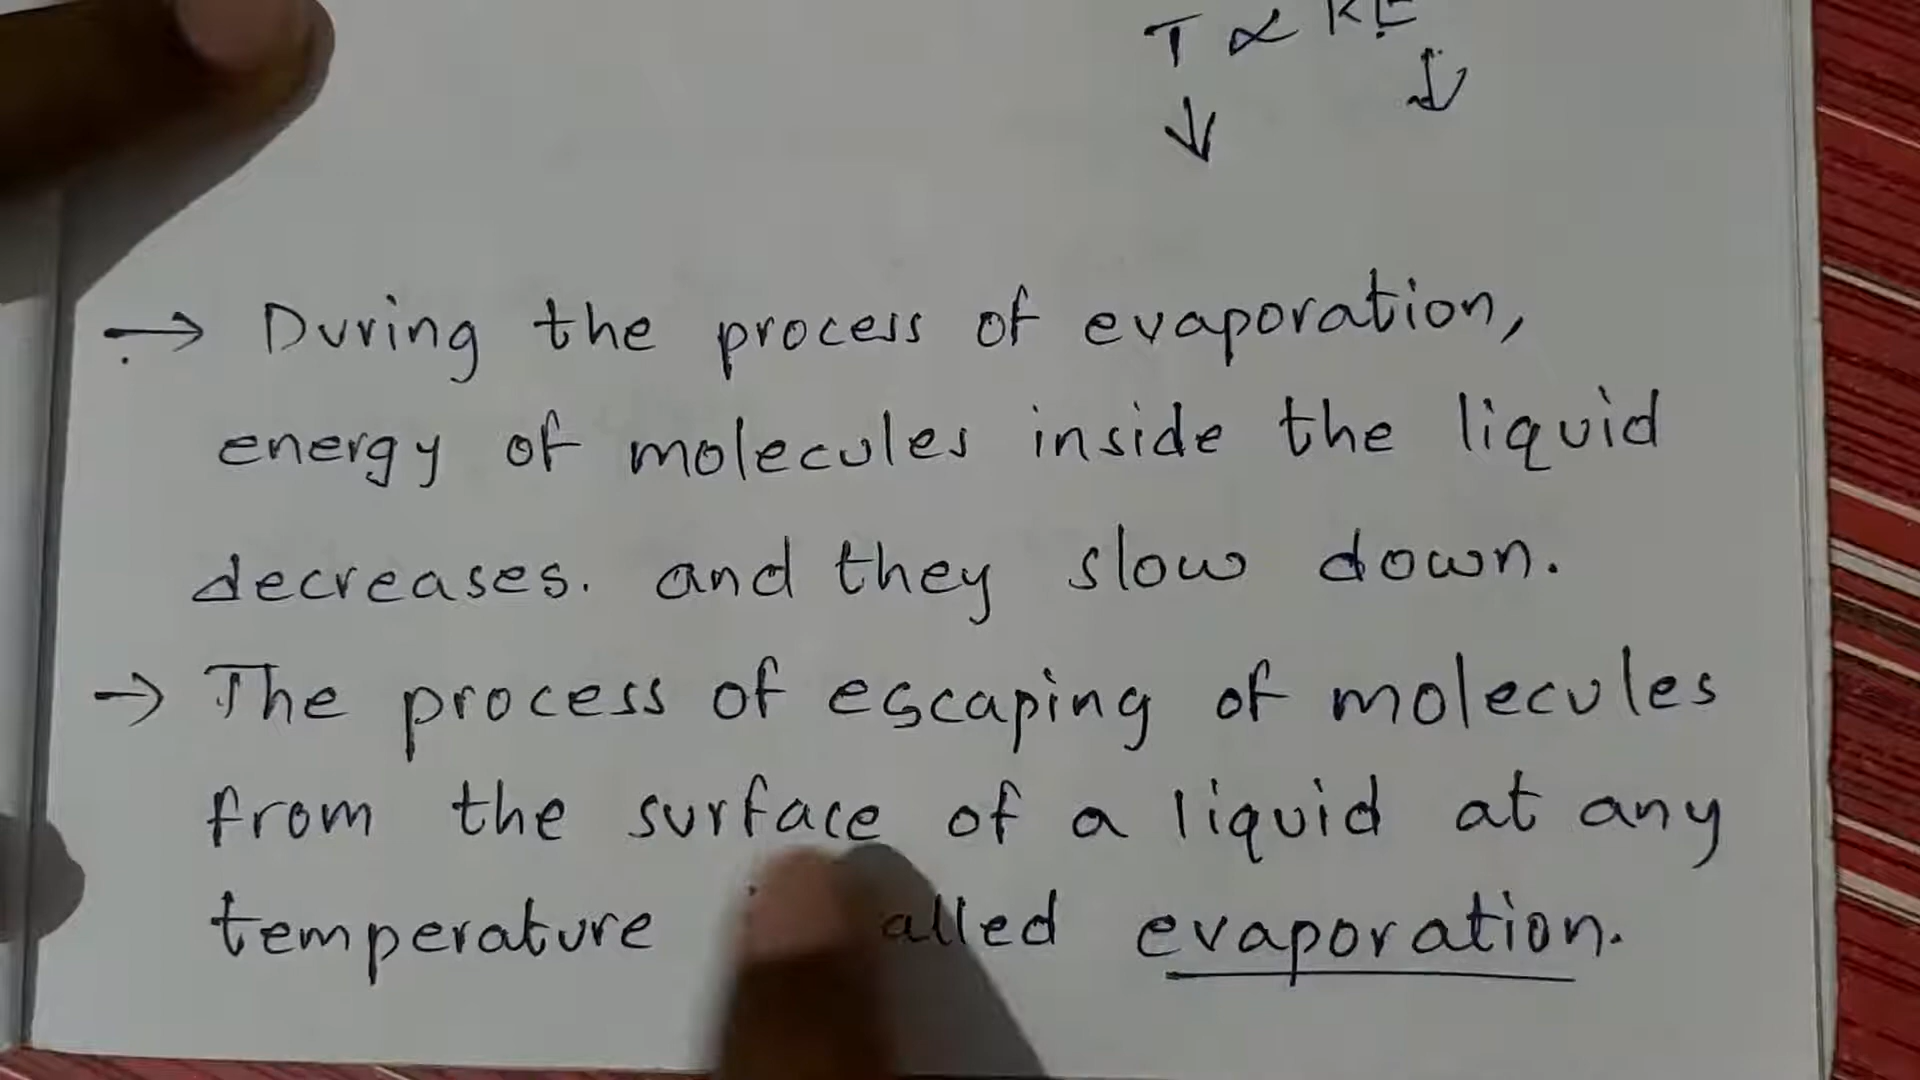 T ∝ KE
↓ ↓
→ During the process of evaporation,
energy of molecules inside the liquid
decreases. and they slow down.
→ The process of escaping of molecules
from the surface of a liquid at any
temperature evaporation.